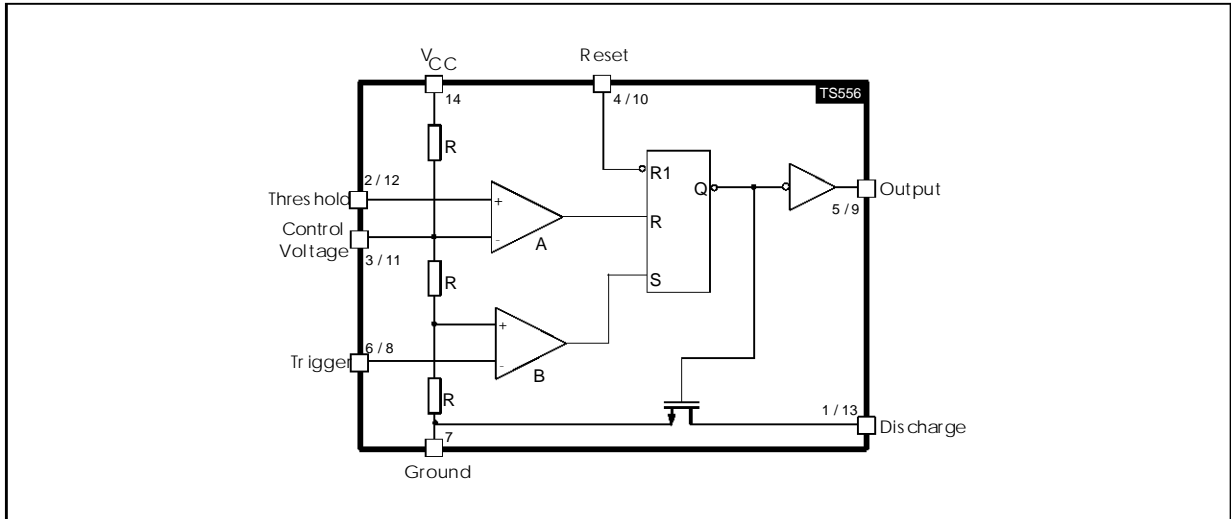 VCC
Reset
14
4 / 10
TS556
R
R1
2 / 12
Threshold
+
Q
Output
5 / 9
Control
Voltage
-
A
R
3 / 11
R
S
+
6 / 8
Trigger
-
B
R
1 / 13
Discharge
7
Ground